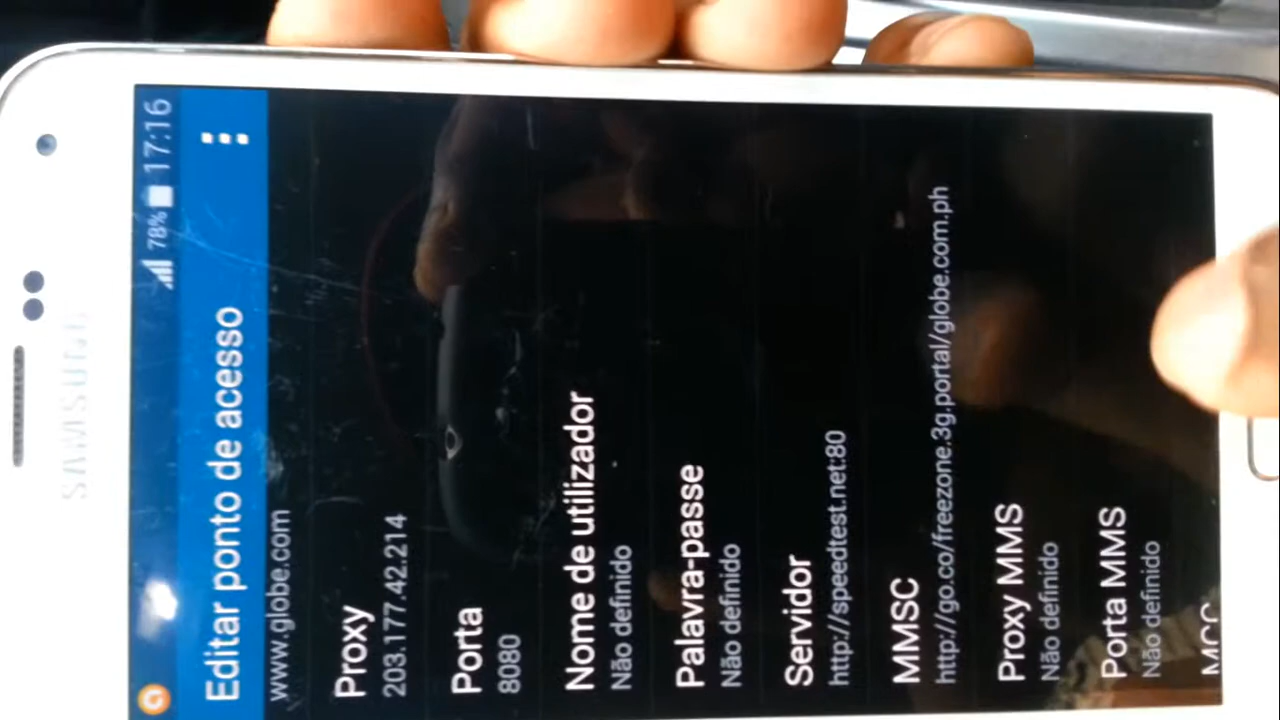 SAMSUNG
78% 17:16
Editar ponto de acesso
www.globe.com
Proxy
203.177.42.214
Porta
8080
Nome de utilizador
Não definido
Palavra-passe
Não definido
Servidor
http://speedtest.net:80
MMSC
http://go.co/freezone.3g.portal/globe.com.ph
Proxy MMS
Não definido
Porta MMS
Não definido
MCC